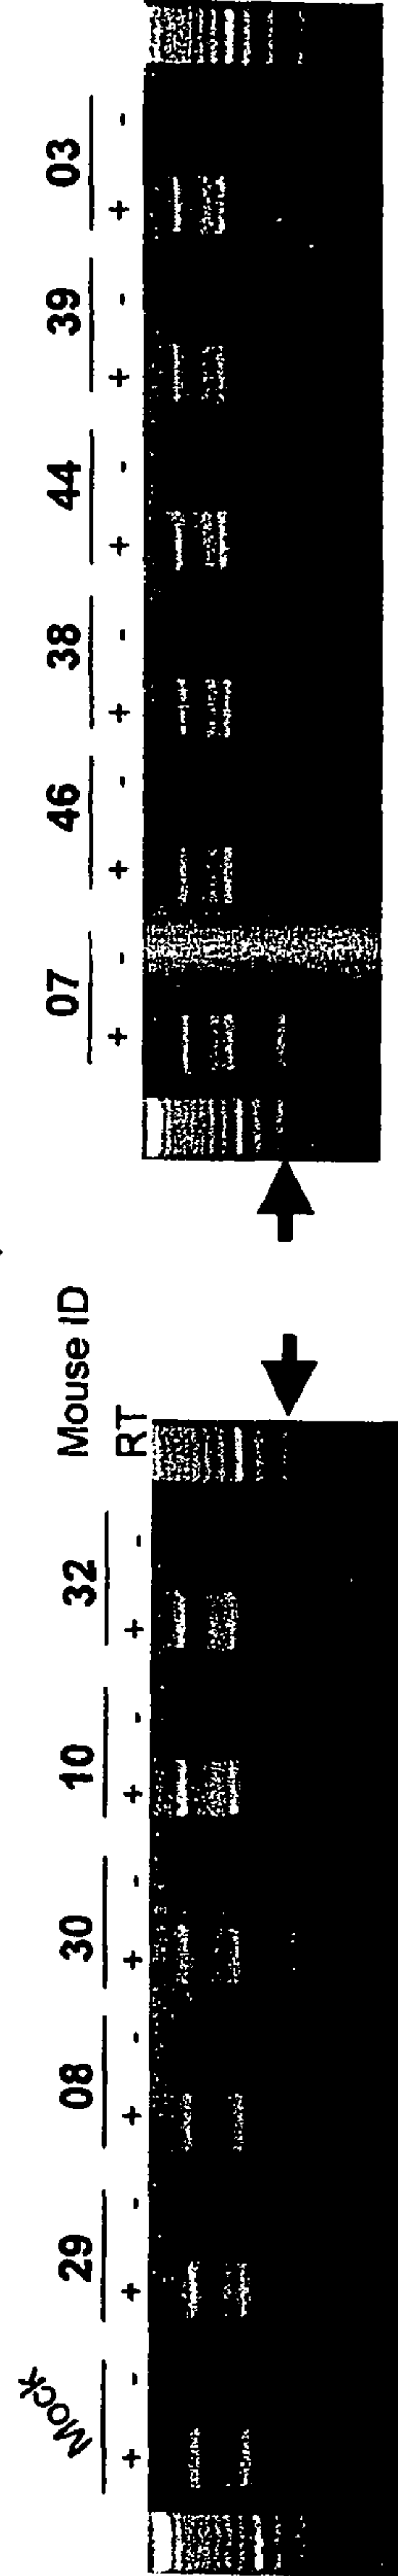 Mock 29 08 30 10 32 Mouse ID 07 46 38 44 39 03
+ - + - + - + - + - + - RT + - + - + - + - + - + -